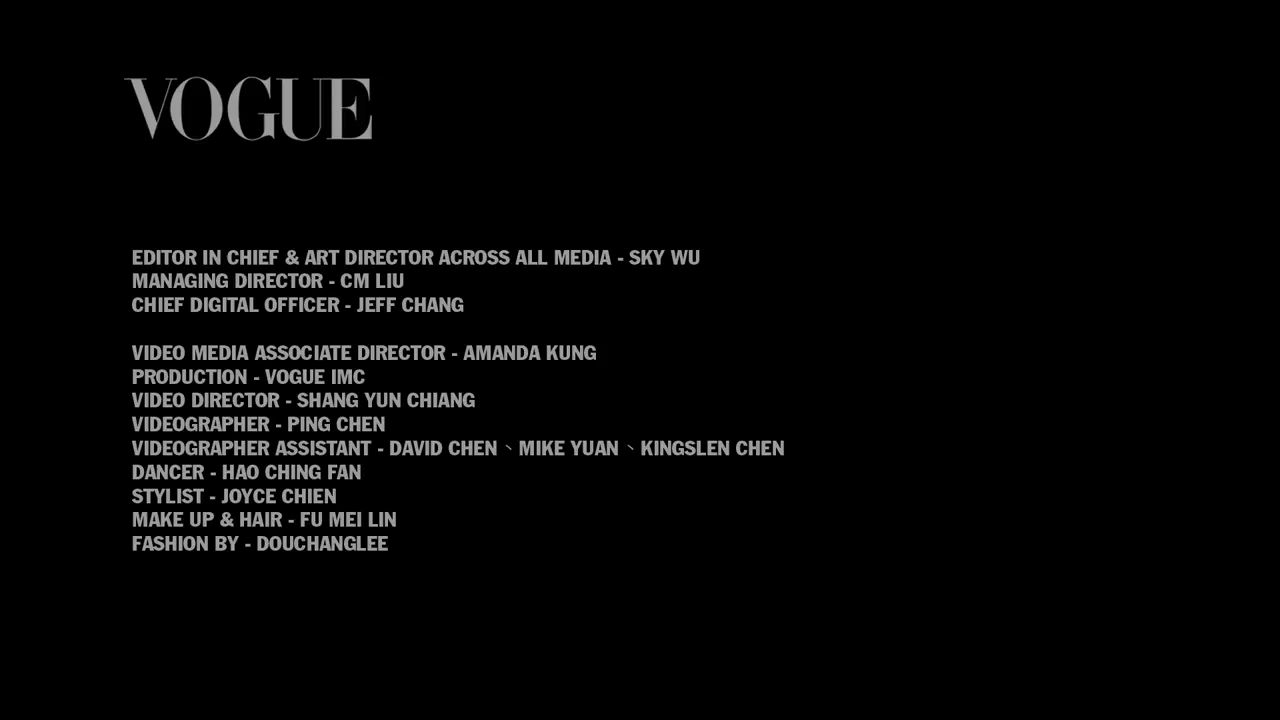 VOGUE
EDITOR IN CHIEF & ART DIRECTOR ACROSS ALL MEDIA - SKY WU
MANAGING DIRECTOR - CM LIU
CHIEF DIGITAL OFFICER - JEFF CHANG
VIDEO MEDIA ASSOCIATE DIRECTOR - AMANDA KUNG
PRODUCTION - VOGUE IMC
VIDEO DIRECTOR - SHANG YUN CHIANG
VIDEOGRAPHER - PING CHEN
VIDEOGRAPHER ASSISTANT - DAVID CHEN、MIKE YUAN、KINGSLEN CHEN
DANCER - HAO CHING FAN
STYLIST - JOYCE CHIEN
MAKE UP & HAIR - FU MEI LIN
FASHION BY - DOUCHANGLEE